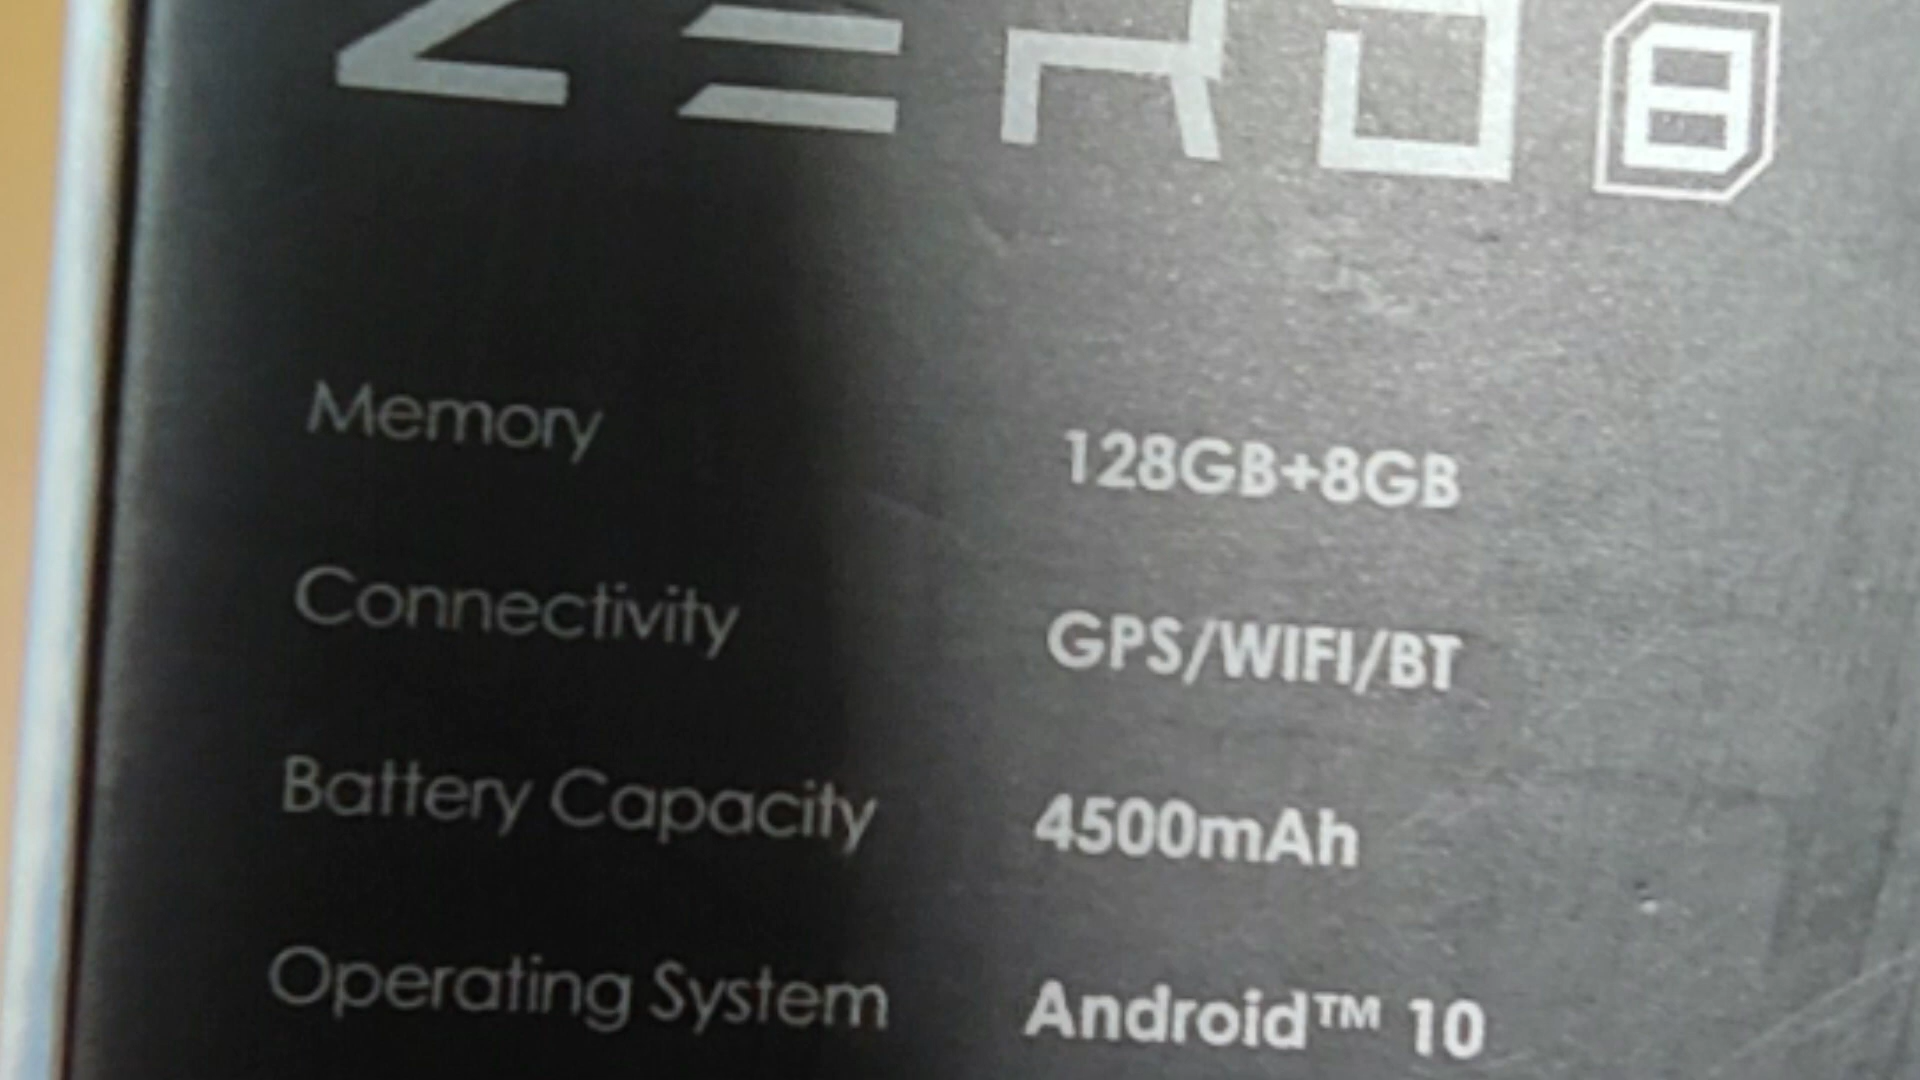 ZERO 8
Memory 128GB+8GB
Connectivity GPS/WIFI/BT
Battery Capacity 4500mAh
Operating System Android™ 10